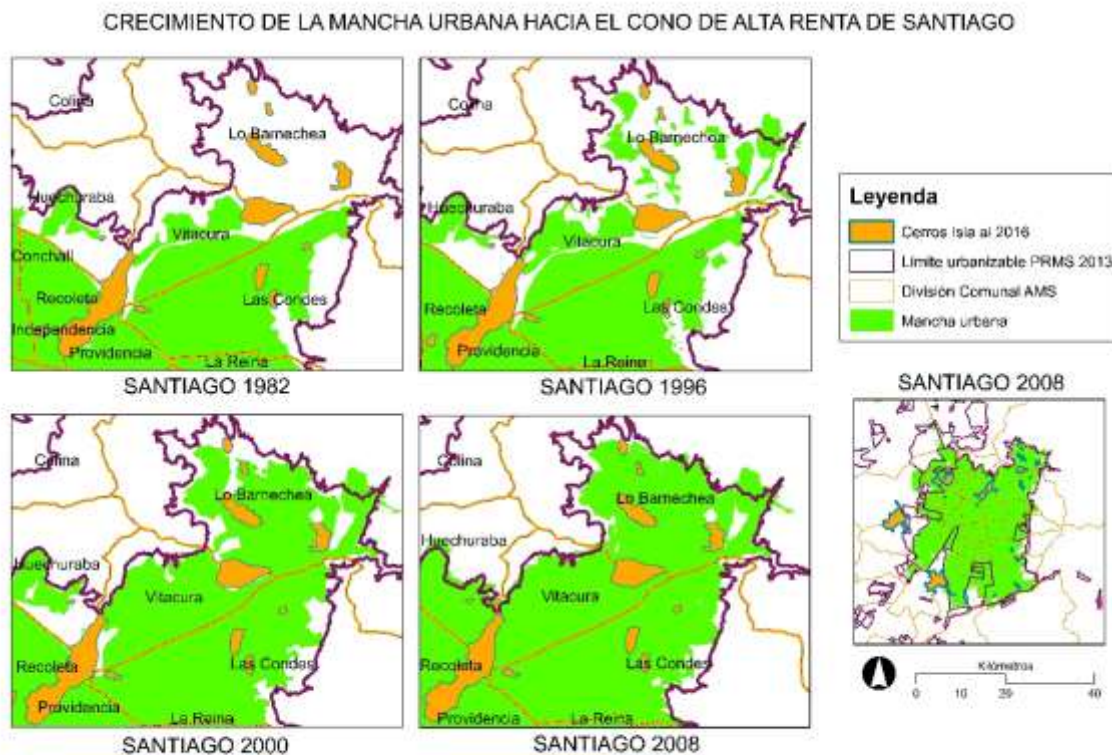 CRECIMIENTO DE LA MANCHA URBANA HACIA EL CONO DE ALTA RENTA DE SANTIAGO
Colina
Lo Barnechea
Huechuraba
Vitacura
Conchalí
Recoleta
Las Condes
Independencia
Providencia
La Reina
SANTIAGO 1982
Colina
Lo Barnechea
Huechuraba
Vitacura
Recoleta
Las Condes
Providencia
La Reina
SANTIAGO 1996
Leyenda
Cerros Isla al 2016
Límite urbanizable PRMS 2013
División Comunal AMS
Mancha urbana
Colina
Lo Barnechea
Huechuraba
Vitacura
Recoleta
Las Condes
Providencia
La Reina
SANTIAGO 2000
Colina
Lo Barnechea
Huechuraba
Vitacura
Recoleta
Las Condes
Providencia
La Reina
SANTIAGO 2008
SANTIAGO 2008
Kilómetros
0 10 20 40